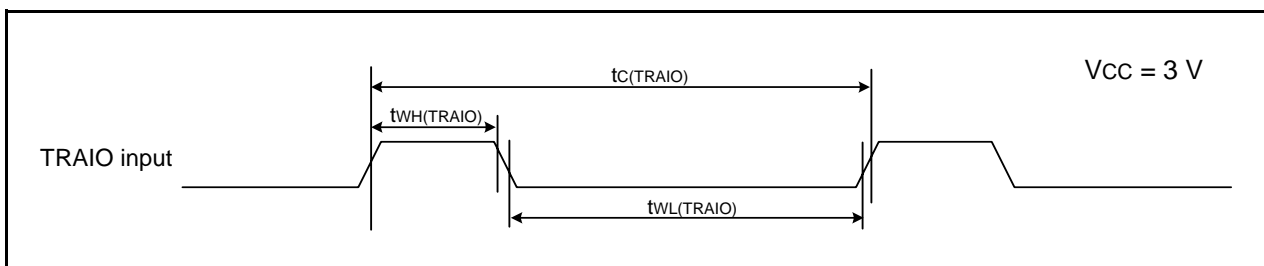 tC(TRAIO)
VCC = 3 V
tWH(TRAIO)
TRAIO input
tWL(TRAIO)